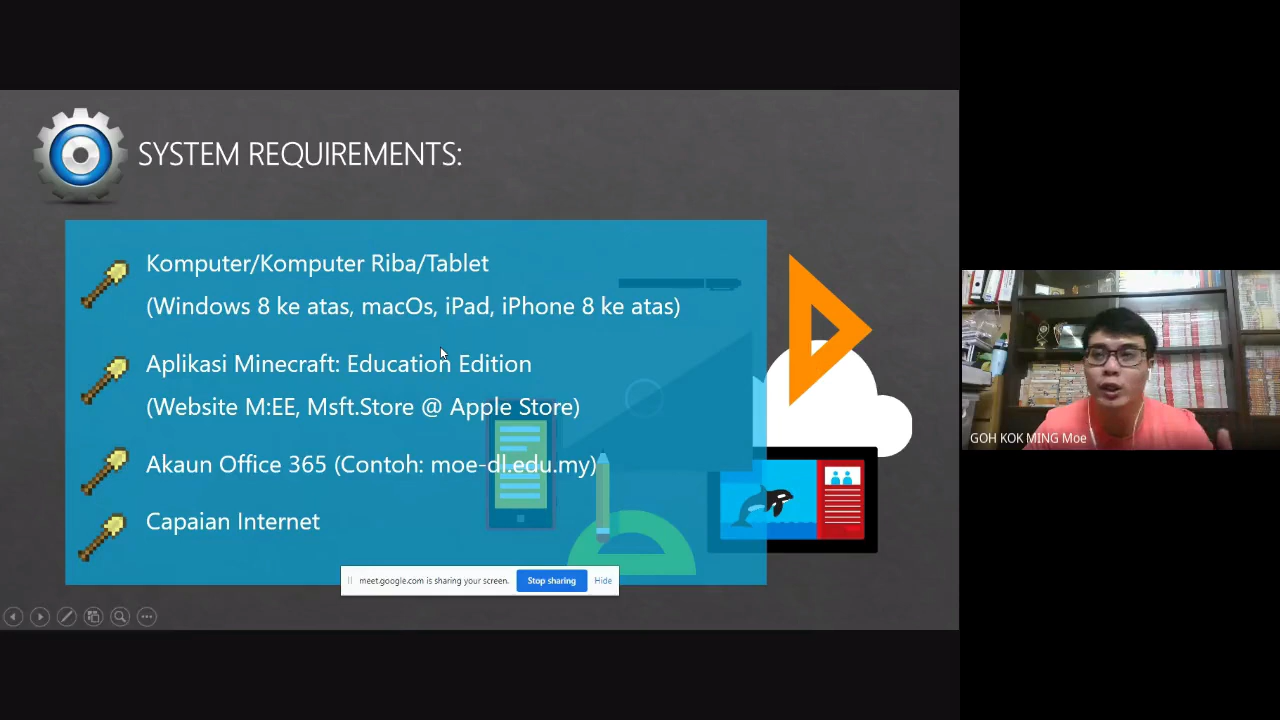 SYSTEM REQUIREMENTS:
Komputer/Komputer Riba/Tablet
(Windows 8 ke atas, macOs, iPad, iPhone 8 ke atas)
Aplikasi Minecraft: Education Edition
(Website M:EE, Msft.Store @ Apple Store)
Akaun Office 365 (Contoh: moe-dl.edu.my)
Capaian Internet
meet.google.com is sharing your screen. Stop sharing Hide
GOH KOK MING Moe